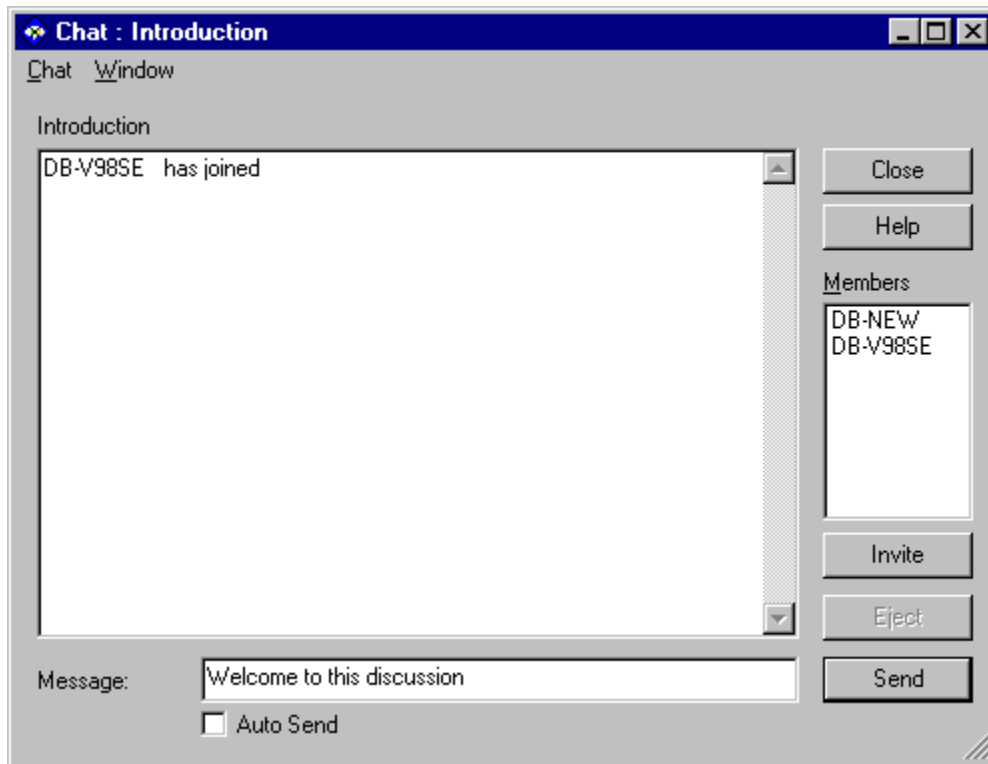 Chat : Introduction
Chat Window
Introduction
DB-V98SE has joined
Close
Help
Members
DB-NEW
DB-V98SE
Invite
Eject
Message: Welcome to this discussion
Send
Auto Send